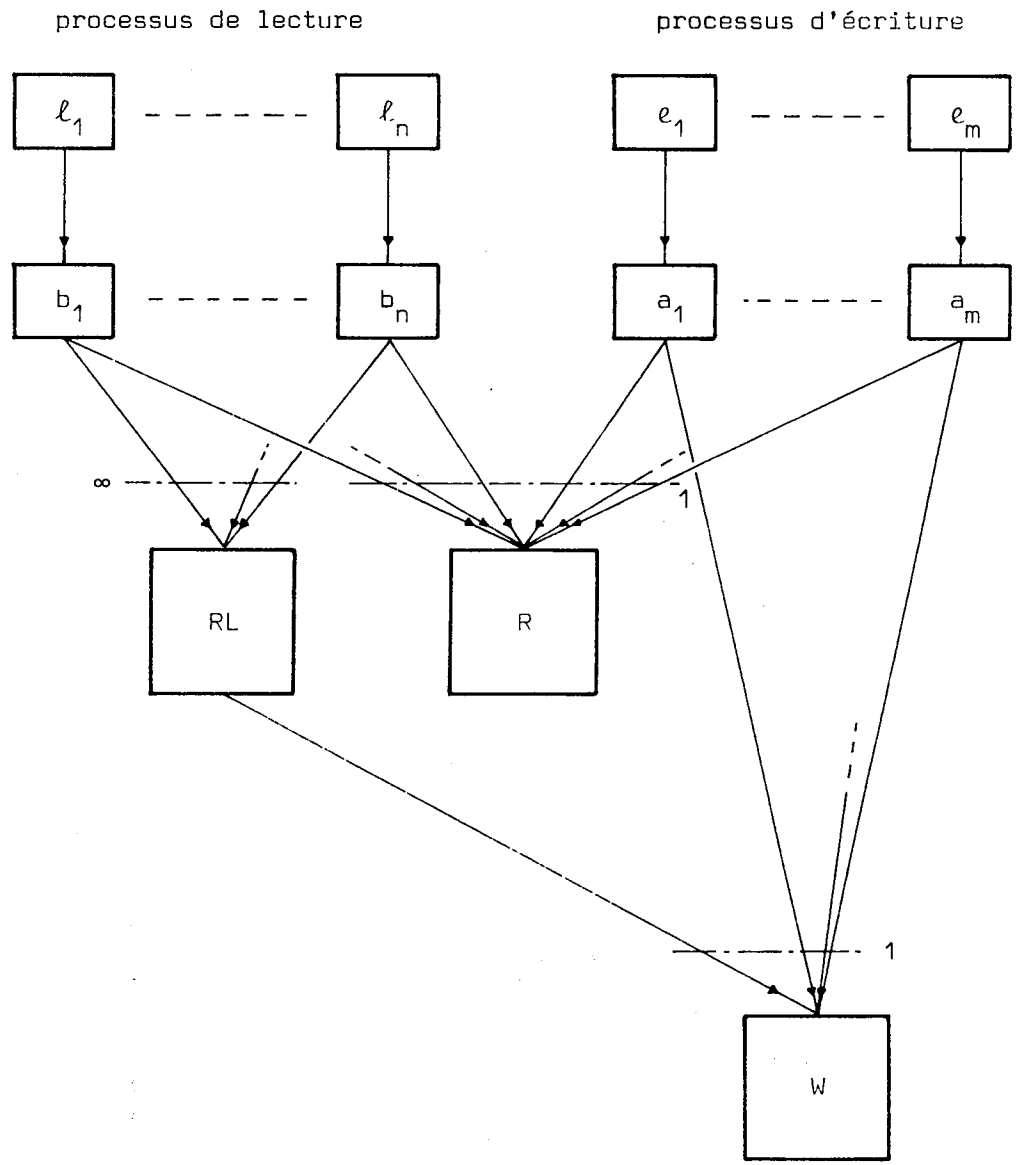 processus de lecture processus d'écriture
ℓ1 ℓn e1 em
b1 bn a1 am
∞ 1
RL R
1
W